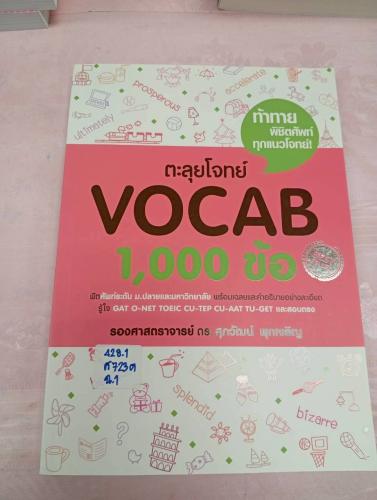 ท้าทาย
พิชิตศัพท์
ทุกแนวโจทย์!
prosperous
accelerate
ultimately
ตะลุยโจทย์
VOCAB
1,000 ข้อ
ฝึกศัพท์ระดับ ม.ปลายและมหาวิทยาลัย พร้อมเฉลยและคำอธิบายอย่างละเอียด
GAT O-NET TOEIC CU-TEP CU-AAT TU-GET และสอบตรง
รองศาสตราจารย์ ดร. ศุภวัฒน์ พุกเจริญ
428.1
ศ723ต
ฉ.1
splendid
bizarre